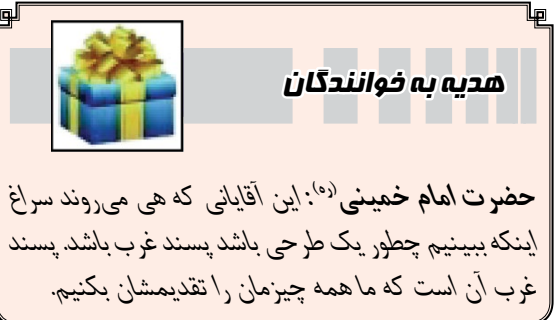 هدیه به خوانندگان
حضرت امام خمینی(ره): این آقایانی که هی می‌روند سراغ
اینکه ببینیم چطور یک طرحی باشد پسند غرب باشد. پسند
غرب آن است که ما همه چیزمان را تقدیمشان بکنیم.